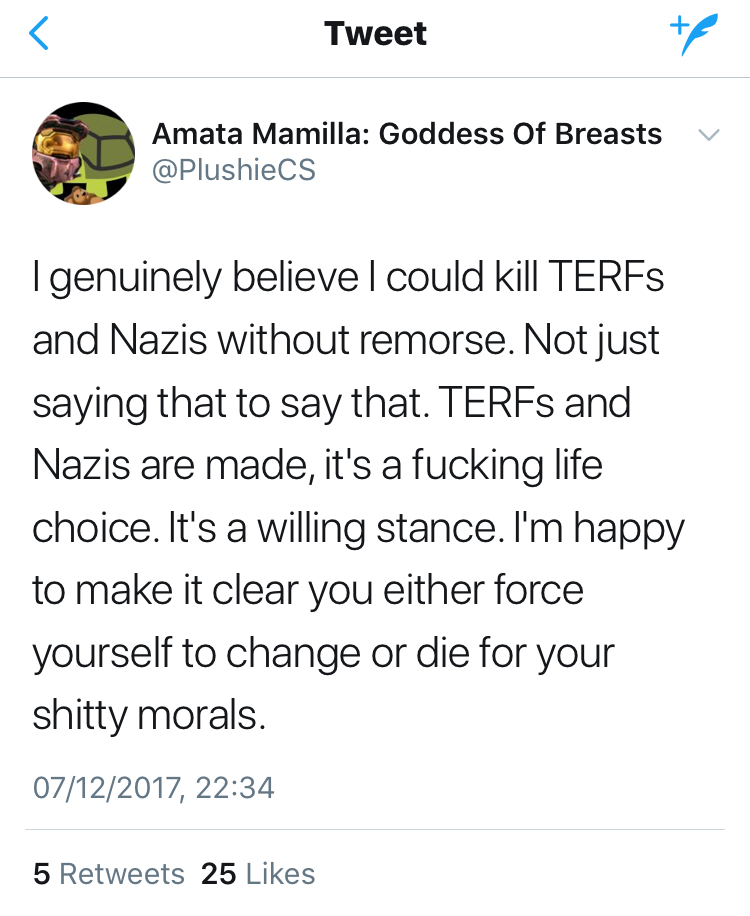 Tweet
Amata Mamilla: Goddess Of Breasts
@PlushieCS
I genuinely believe I could kill TERFs
and Nazis without remorse. Not just
saying that to say that. TERFs and
Nazis are made, it's a fucking life
choice. It's a willing stance. I'm happy
to make it clear you either force
yourself to change or die for your
shitty morals.
07/12/2017, 22:34
5 Retweets 25 Likes